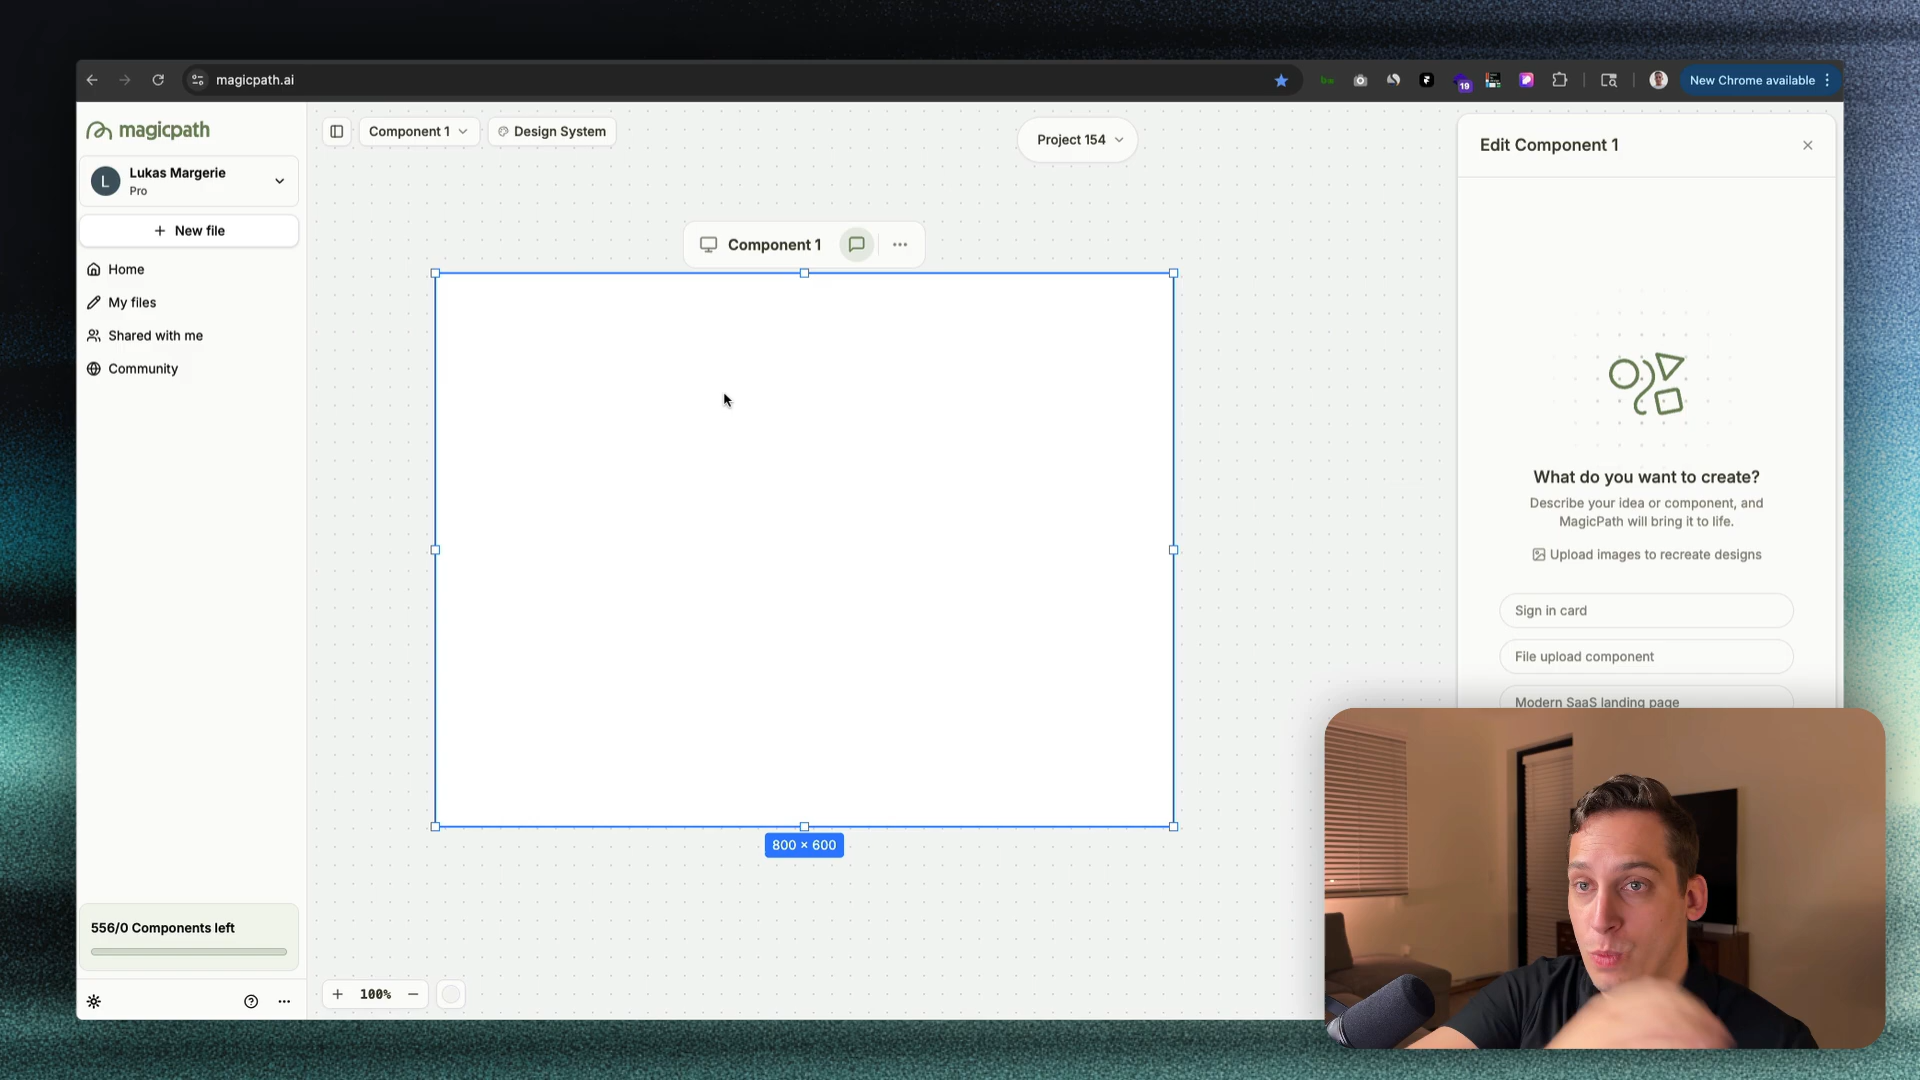 magicpath.ai
19
New Chrome available
magicpath
Component 1
Design System
Project 154
Edit Component 1
L
Lukas Margerie
Pro
New file
Home
My files
Shared with me
Community
Component 1
800 × 600
What do you want to create?
Describe your idea or component, and
MagicPath will bring it to life.
Upload images to recreate designs
Sign in card
File upload component
Modern SaaS landing page
556/0 Components left
100%